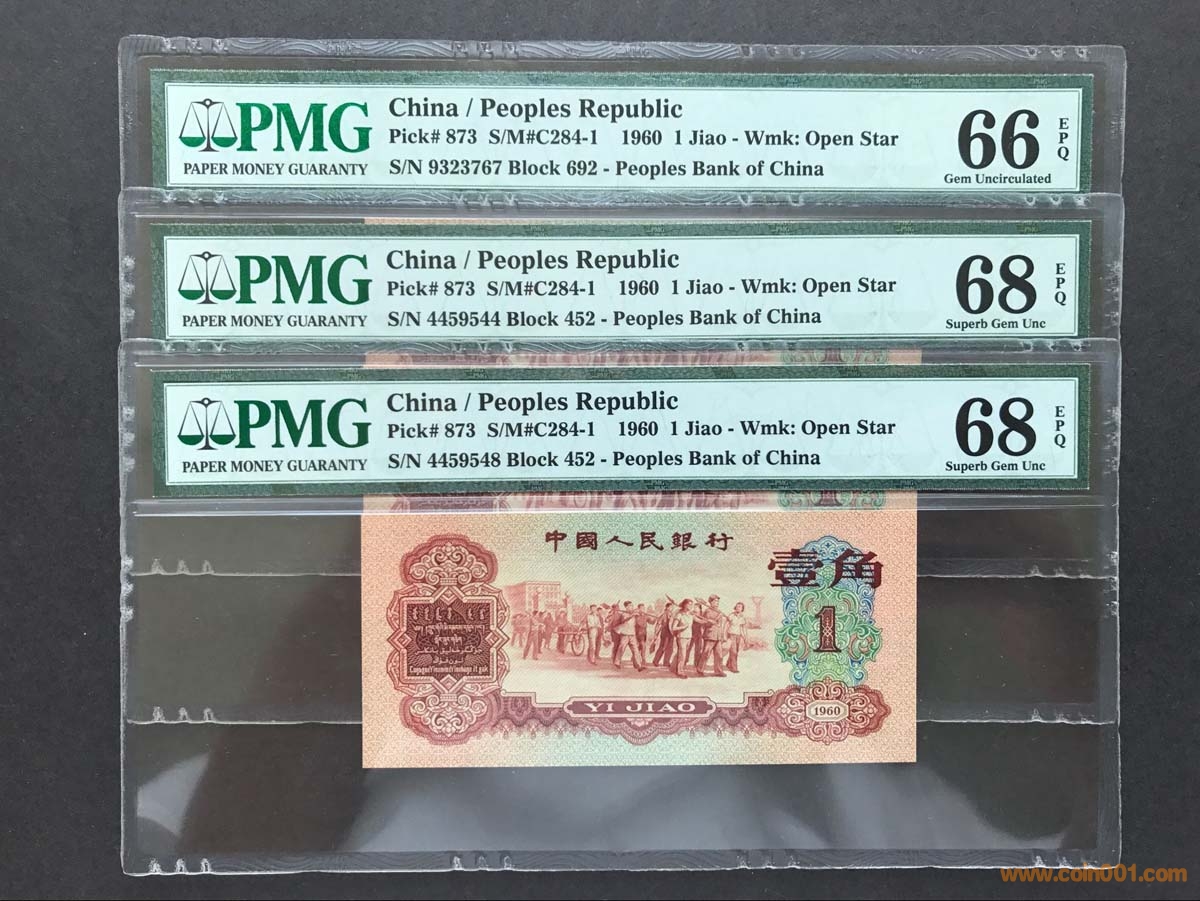 PMG
PAPER MONEY GUARANTY
China / Peoples Republic
Pick# 873 S/M#C284-1 1960 1 Jiao - Wmk: Open Star
S/N 9323767 Block 692 - Peoples Bank of China
66
EPQ
Gem Uncirculated
PMG
PAPER MONEY GUARANTY
China / Peoples Republic
Pick# 873 S/M#C284-1 1960 1 Jiao - Wmk: Open Star
S/N 4459544 Block 452 - Peoples Bank of China
68
EPQ
Superb Gem Unc
PMG
PAPER MONEY GUARANTY
China / Peoples Republic
Pick# 873 S/M#C284-1 1960 1 Jiao - Wmk: Open Star
S/N 4459548 Block 452 - Peoples Bank of China
68
EPQ
Superb Gem Unc
1
中國人民銀行
壹角
1
YI JIAO
1960
www.coin001.com